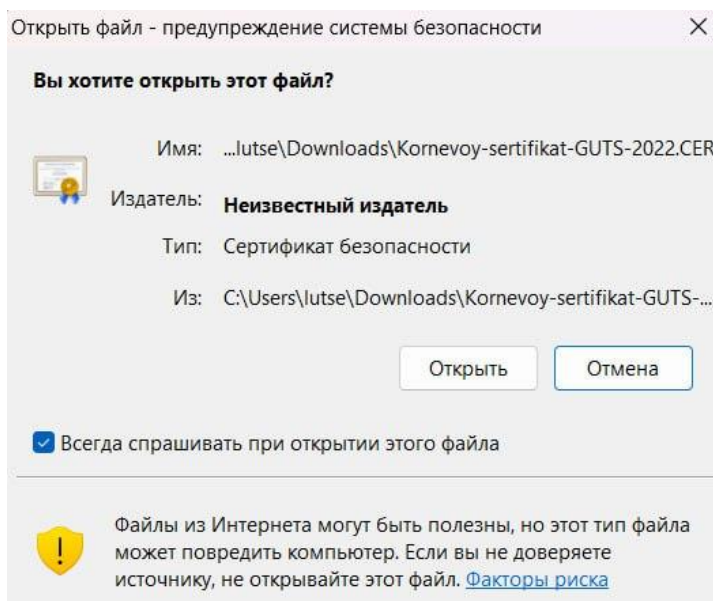 Открыть файл - предупреждение системы безопасности
Вы хотите открыть этот файл?
Имя: ...lutse\Downloads\Kornevoy-sertifikat-GUTS-2022.CER
Издатель: Неизвестный издатель
Тип: Сертификат безопасности
Из: C:\Users\lutse\Downloads\Kornevoy-sertifikat-GUTS-...
Открыть Отмена
Всегда спрашивать при открытии этого файла
Файлы из Интернета могут быть полезны, но этот тип файла
может повредить компьютер. Если вы не доверяете
источнику, не открывайте этот файл. Факторы риска